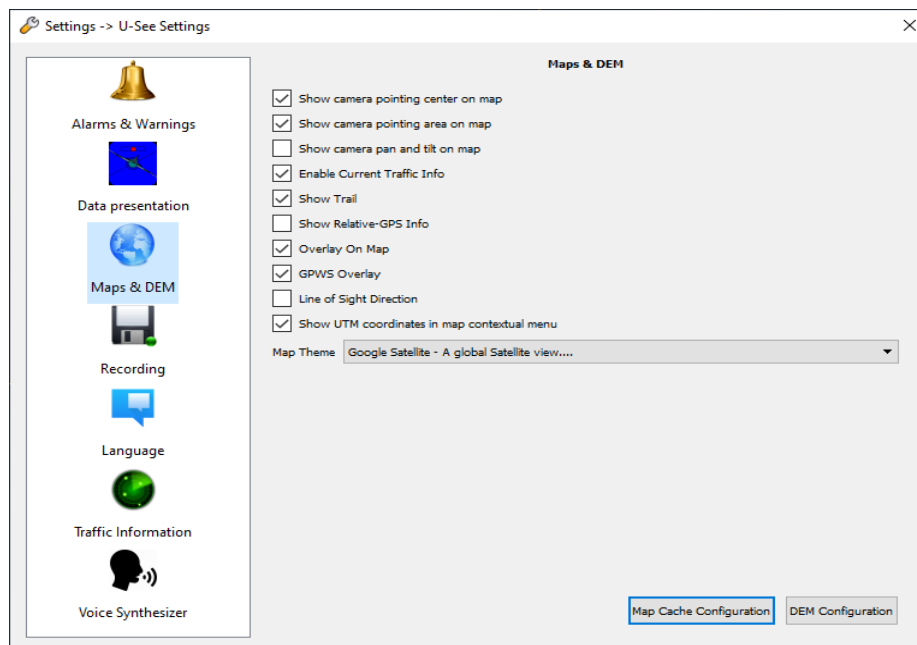 Settings -> U-See Settings
Alarms & Warnings
Data presentation
Maps & DEM
Recording
Language
Traffic Information
Voice Synthesizer
Maps & DEM
Show camera pointing center on map
Show camera pointing area on map
Show camera pan and tilt on map
Enable Current Traffic Info
Show Trail
Show Relative-GPS Info
Overlay On Map
GPWS Overlay
Line of Sight Direction
Show UTM coordinates in map contextual menu
Map Theme Google Satellite - A global Satellite view....
Map Cache Configuration DEM Configuration